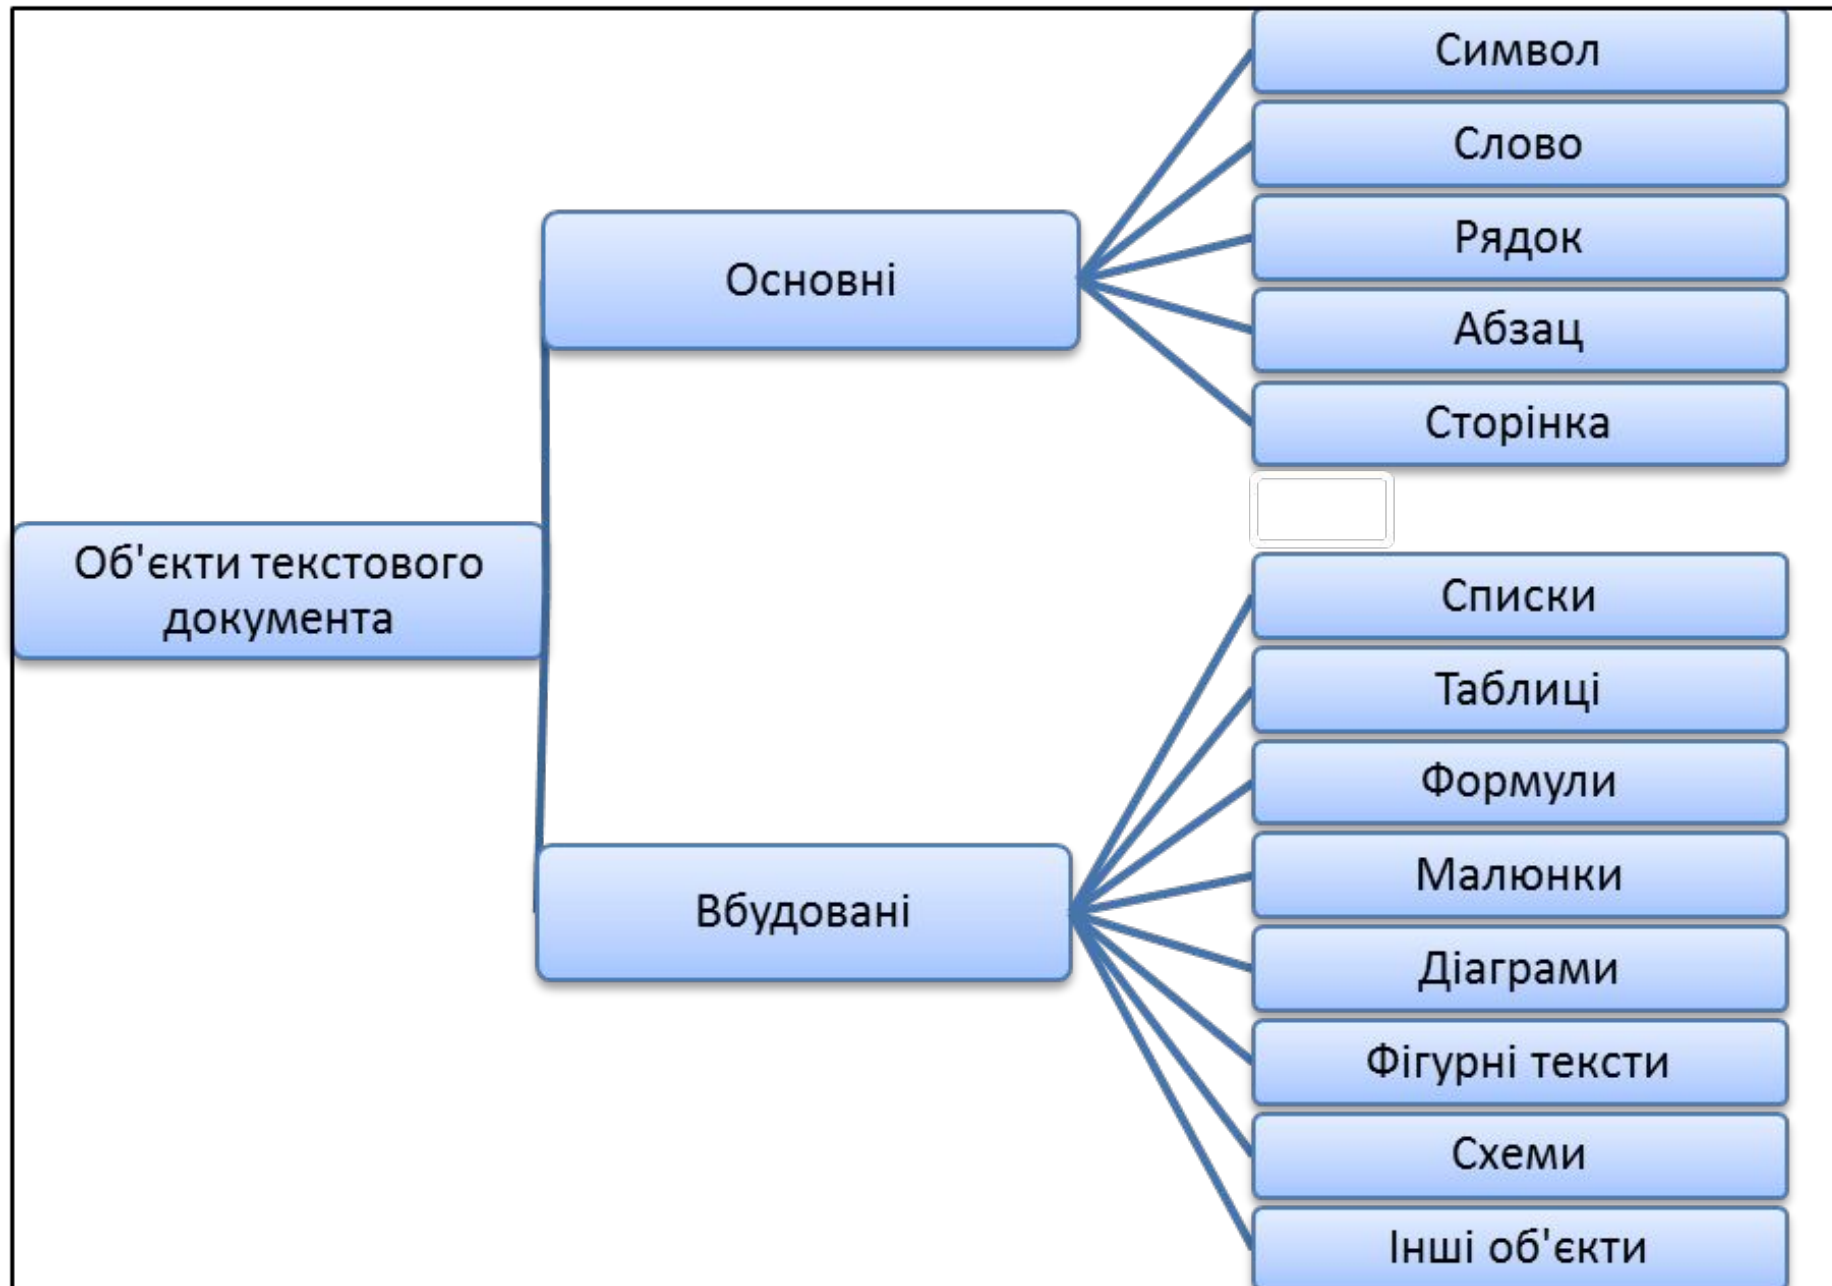 Об'єкти текстового
документа
Основні
Символ
Слово
Рядок
Абзац
Сторінка
Вбудовані
Списки
Таблиці
Формули
Малюнки
Діаграми
Фігурні тексти
Схеми
Інші об'єкти